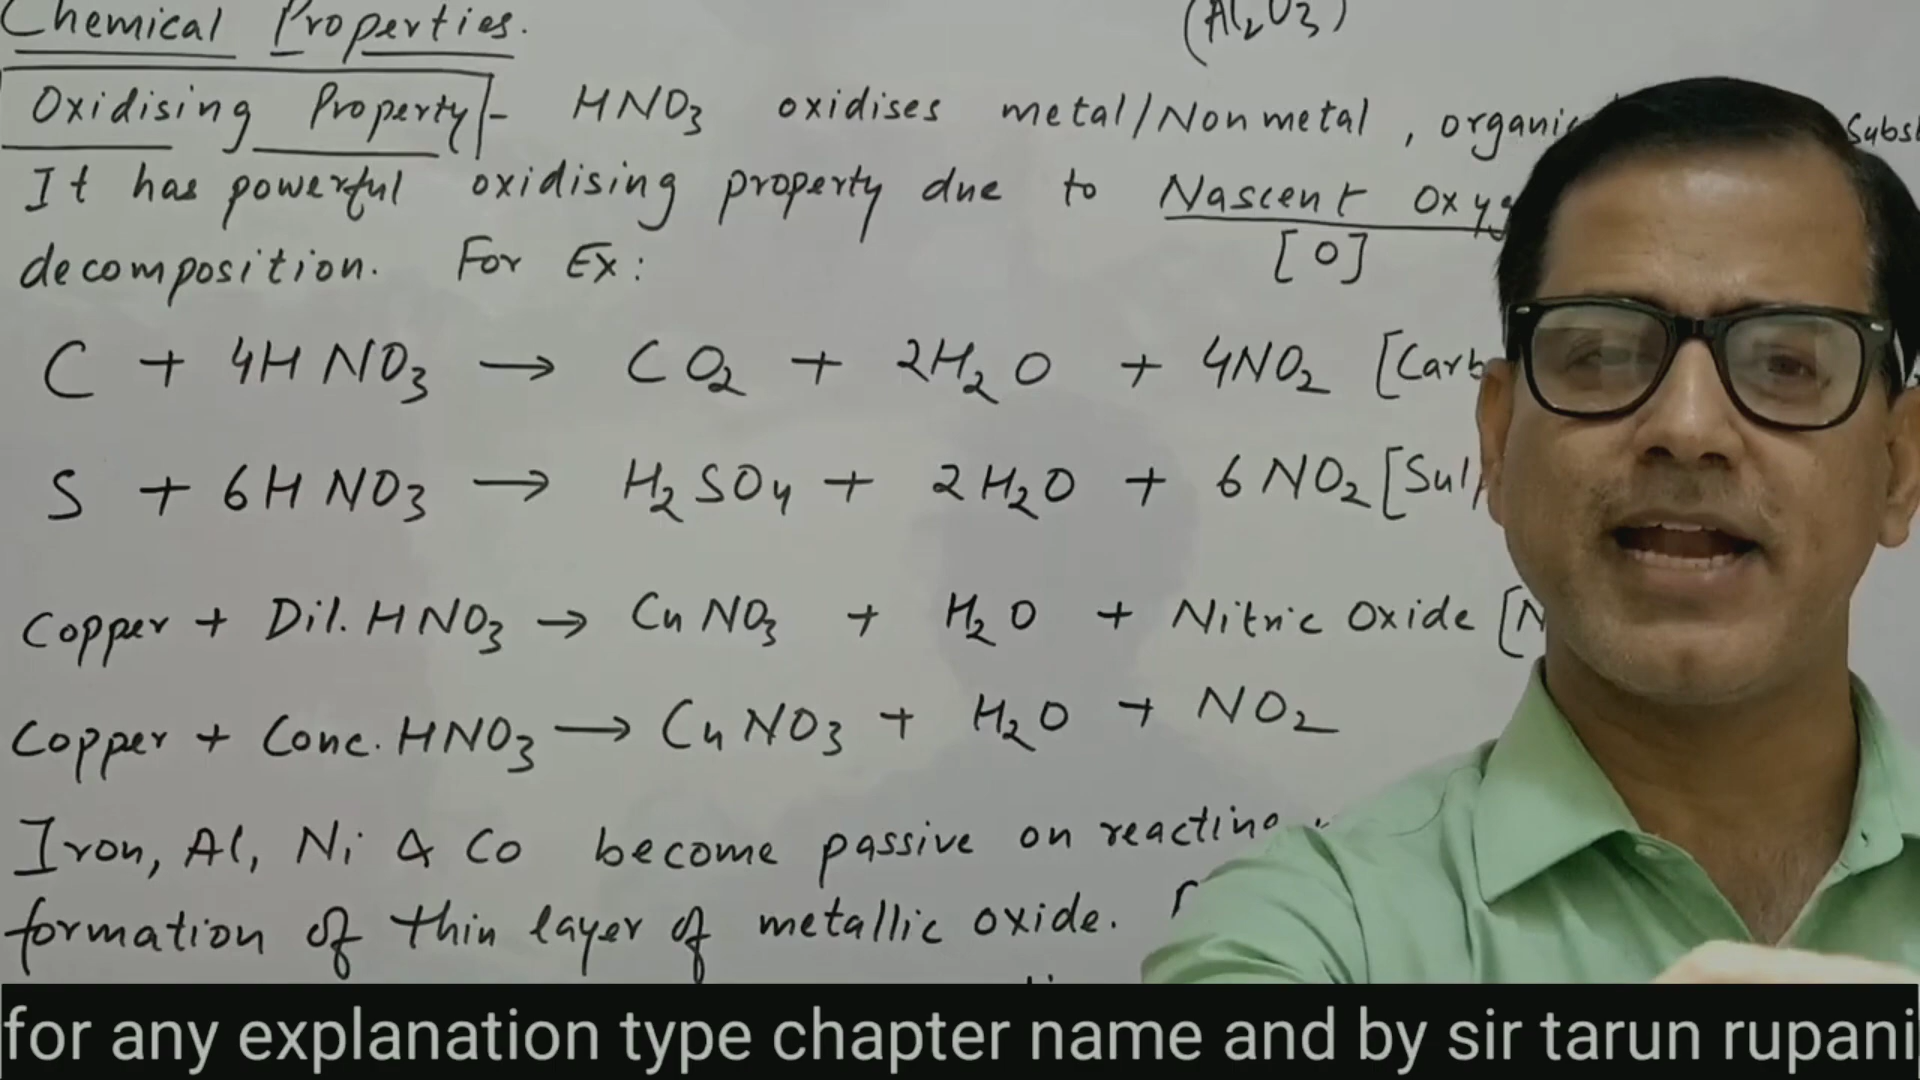 Chemical Properties.
(Al₂O₃)
Oxidising Property - HNO₃ oxidises metal/Nonmetal, organic
It has powerful oxidising property due to Nascent
[O]
decomposition. For Ex:
C + 4HNO₃ → CO₂ + 2H₂O + 4NO₂ [Carb
S + 6HNO₃ → H₂SO₄ + 2H₂O + 6NO₂ [Sul
Copper + Dil. HNO₃ → CuNO₃ + H₂O + Nitric Oxide [N
Copper + Conc. HNO₃ → CuNO₃ + H₂O + NO₂
Iron, Al, Ni & Co become passive on reacting
formation of thin layer of metallic oxide.
for any explanation type chapter name and by sir tarun rupani